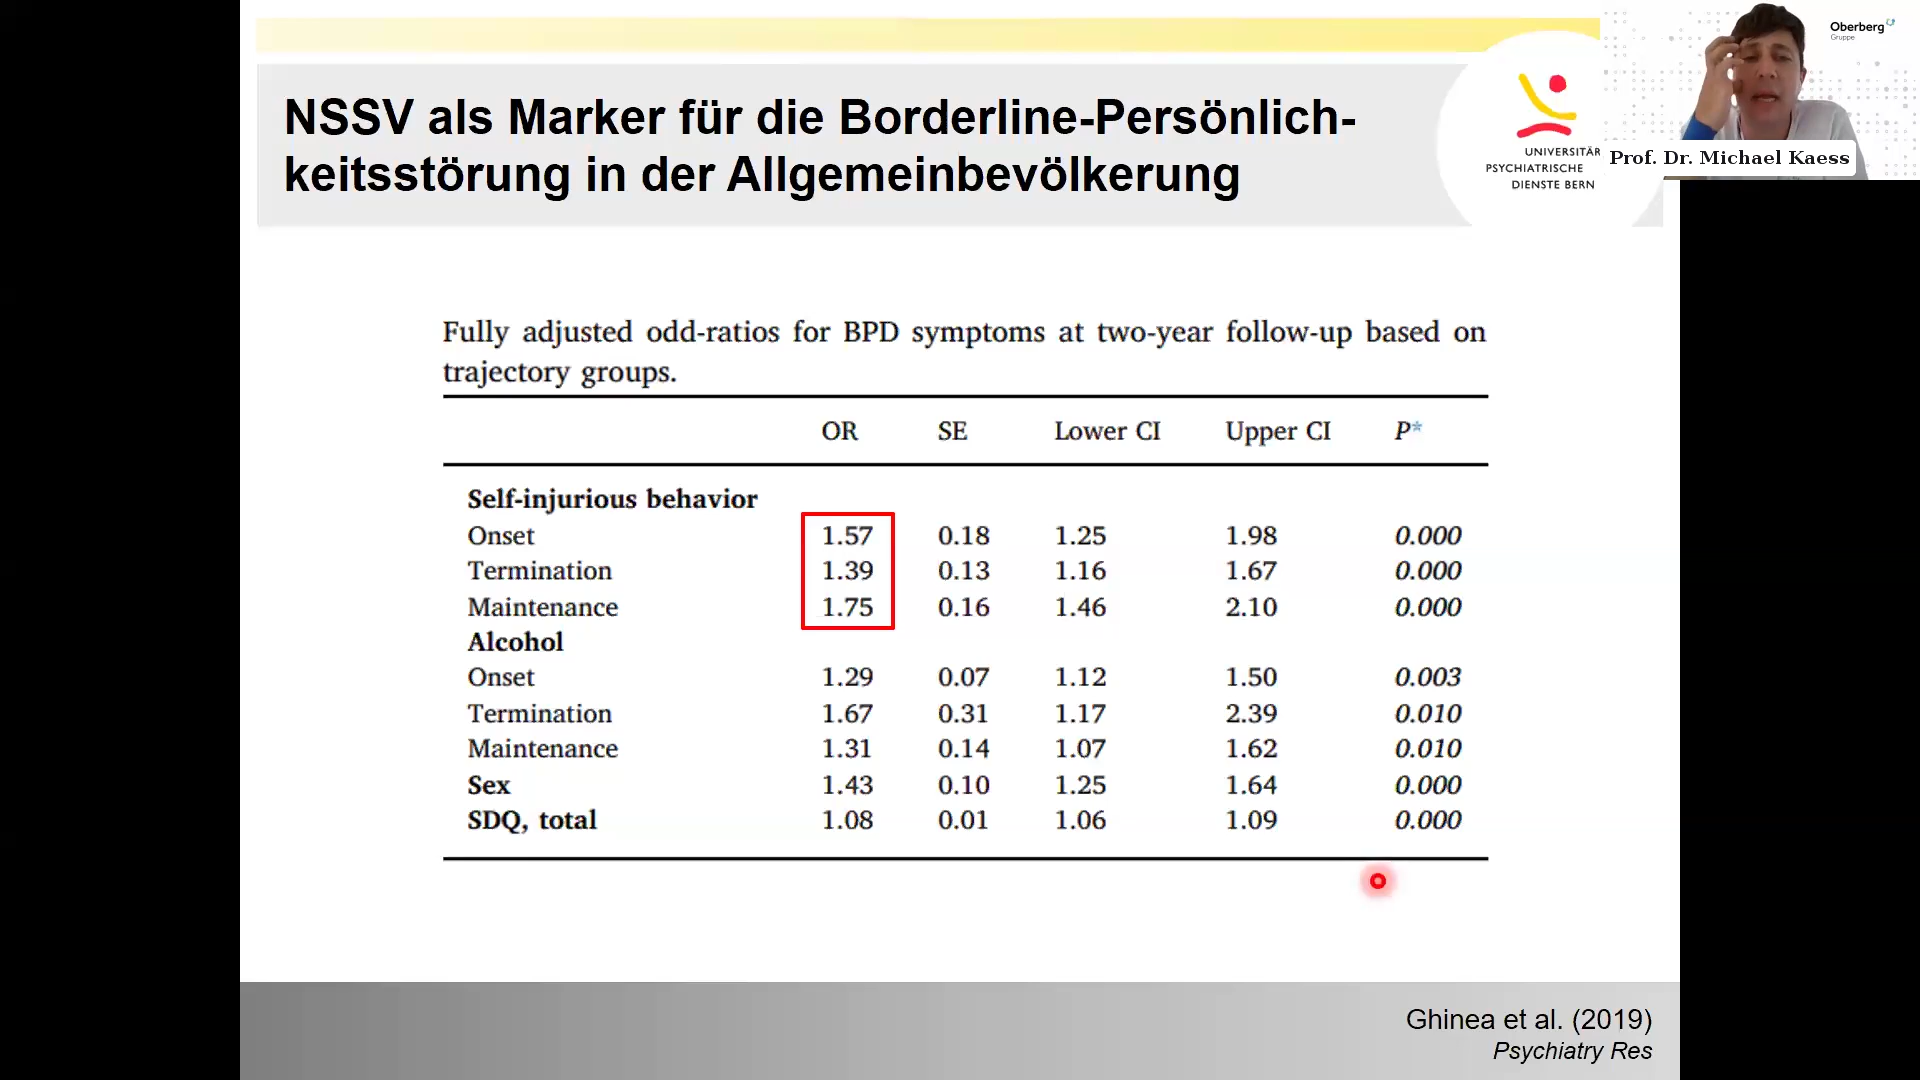 NSSV als Marker für die Borderline-Persönlich-
keitsstörung in der Allgemeinbevölkerung
UNIVERSITÄR
PSYCHIATRISCHE
DIENSTE BERN
Oberberg
Gruppe
Prof. Dr. Michael Kaess
Fully adjusted odd-ratios for BPD symptoms at two-year follow-up based on
trajectory groups.
OR SE Lower CI Upper CI P*
Self-injurious behavior
Onset 1.57 0.18 1.25 1.98 0.000
Termination 1.39 0.13 1.16 1.67 0.000
Maintenance 1.75 0.16 1.46 2.10 0.000
Alcohol
Onset 1.29 0.07 1.12 1.50 0.003
Termination 1.67 0.31 1.17 2.39 0.010
Maintenance 1.31 0.14 1.07 1.62 0.010
Sex 1.43 0.10 1.25 1.64 0.000
SDQ, total 1.08 0.01 1.06 1.09 0.000
Ghinea et al. (2019)
Psychiatry Res